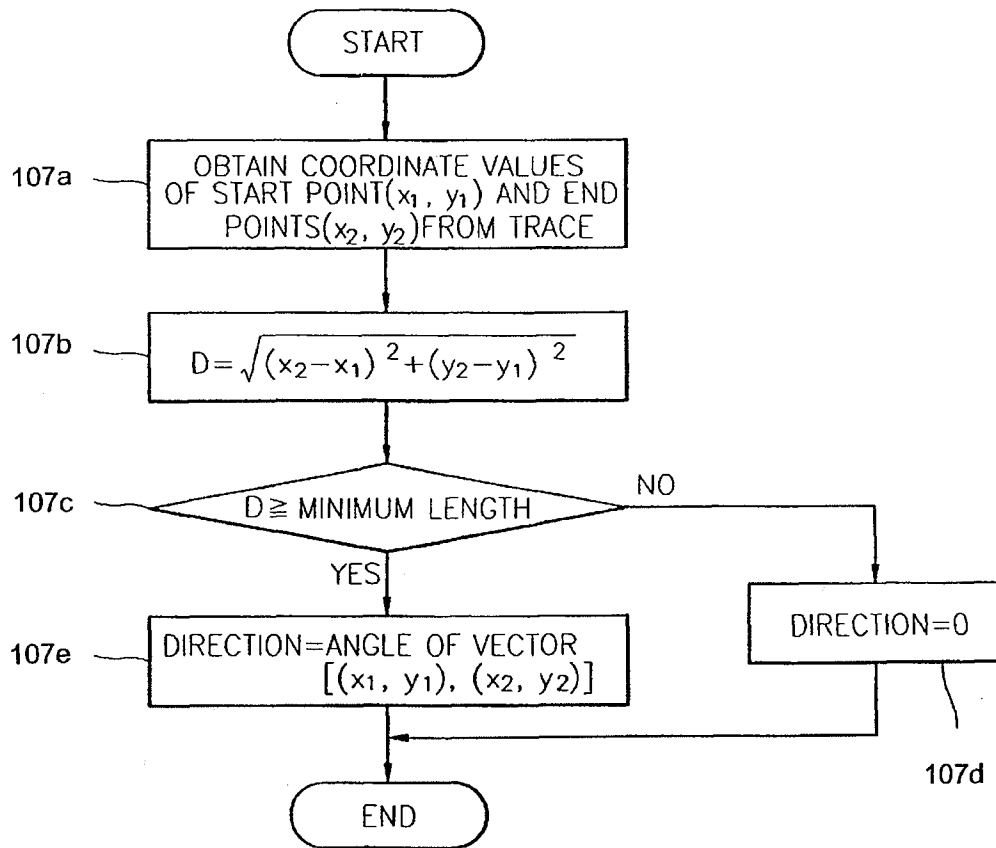 START
107a
OBTAIN COORDINATE VALUES
OF START POINT(x₁, y₁) AND END
POINTS(x₂, y₂)FROM TRACE
107b
D=√(x₂−x₁)²+(y₂−y₁)²
107c
D≧MINIMUM LENGTH
NO
YES
107e
DIRECTION=ANGLE OF VECTOR
[(x₁, y₁), (x₂, y₂)]
DIRECTION=0
107d
END